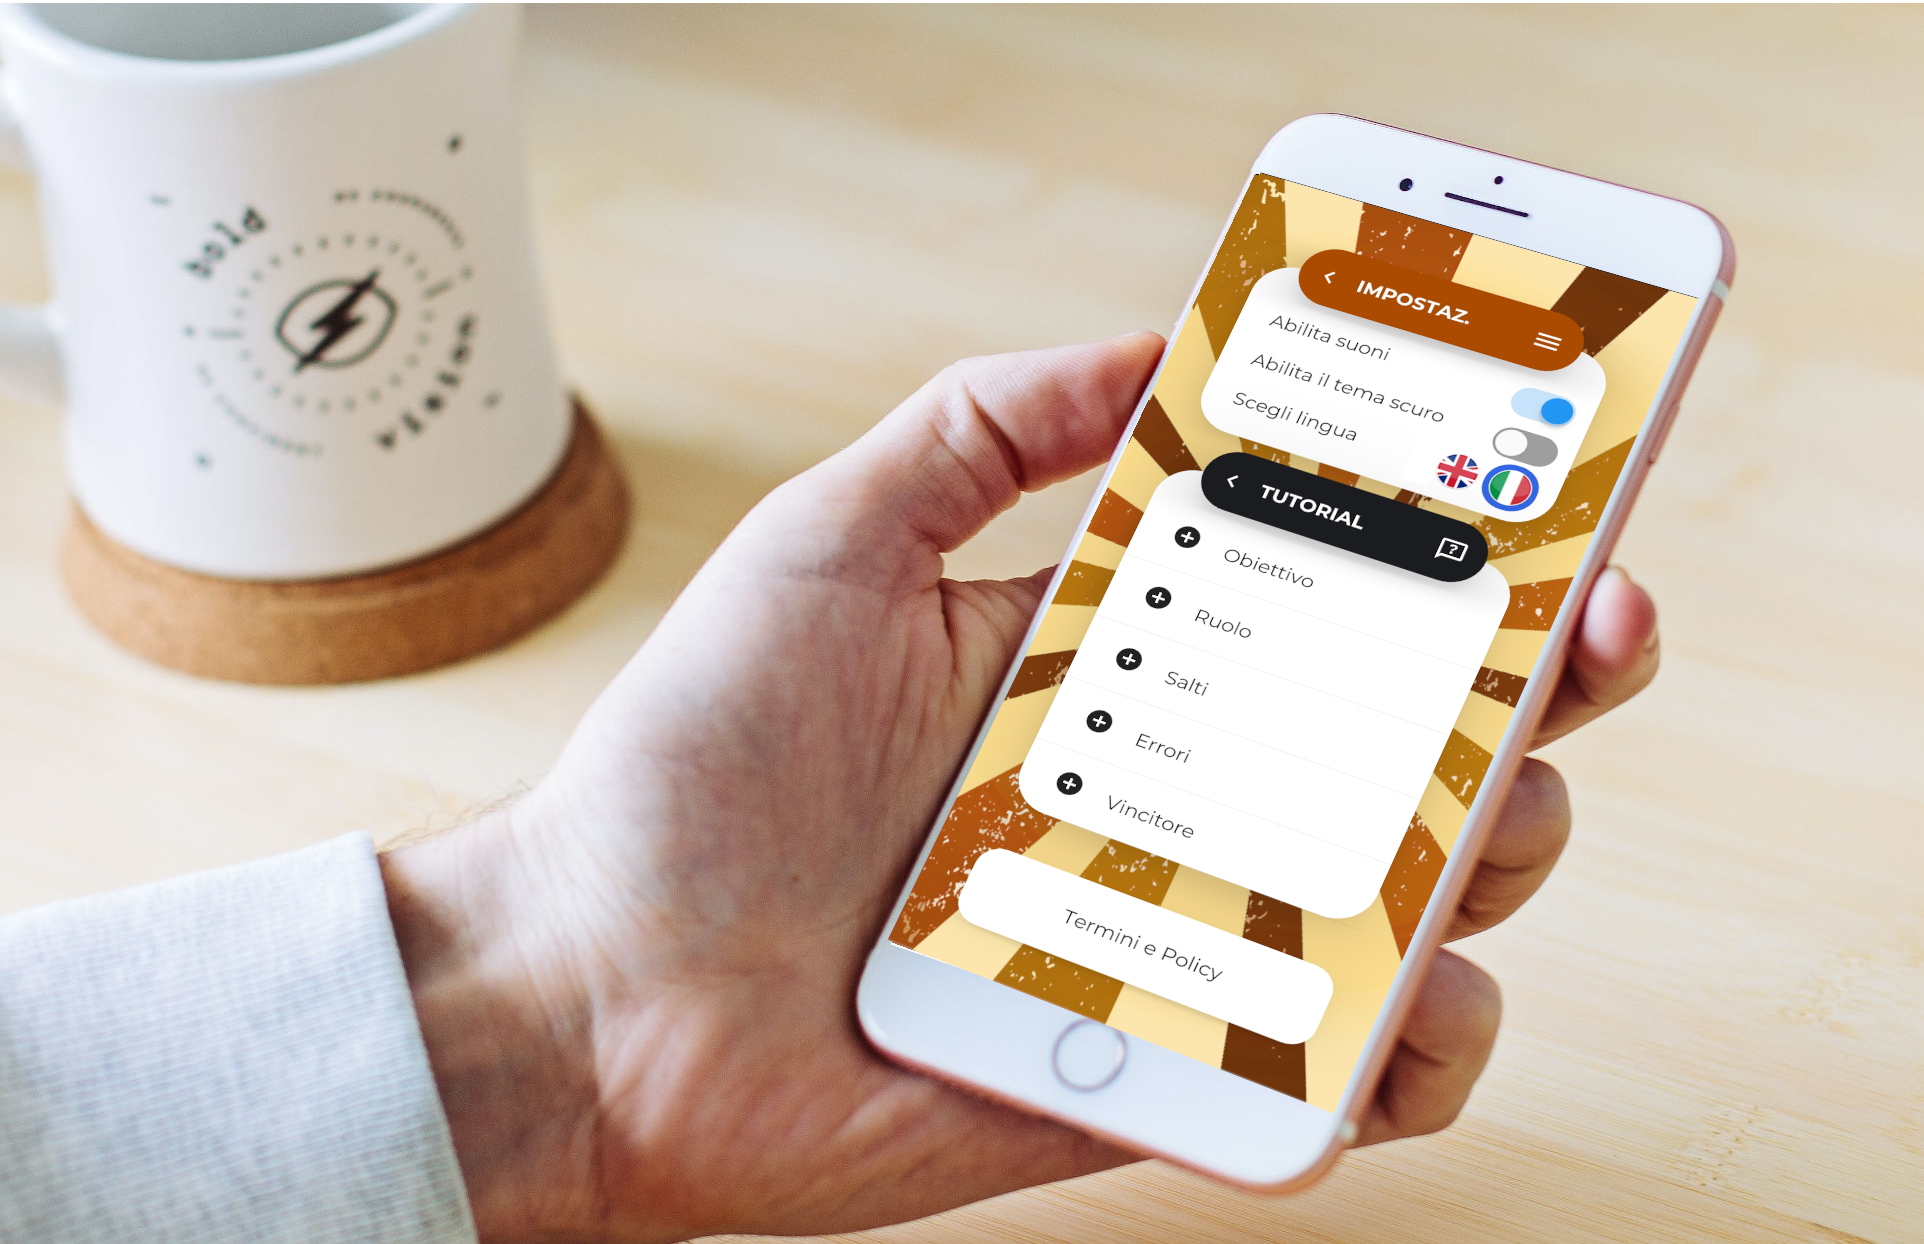 bold
vision
IMPOSTAZ.
Abilita suoni
Abilita il tema scuro
Scegli lingua
TUTORIAL
?
Obiettivo
Ruolo
Salti
Errori
Vincitore
Termini e Policy